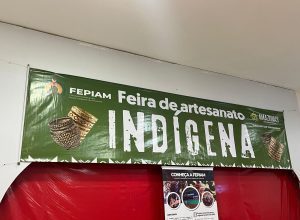 FEPIAM
Feira de artesanato
INDÍGENA
CONHEÇA A FEPIAM